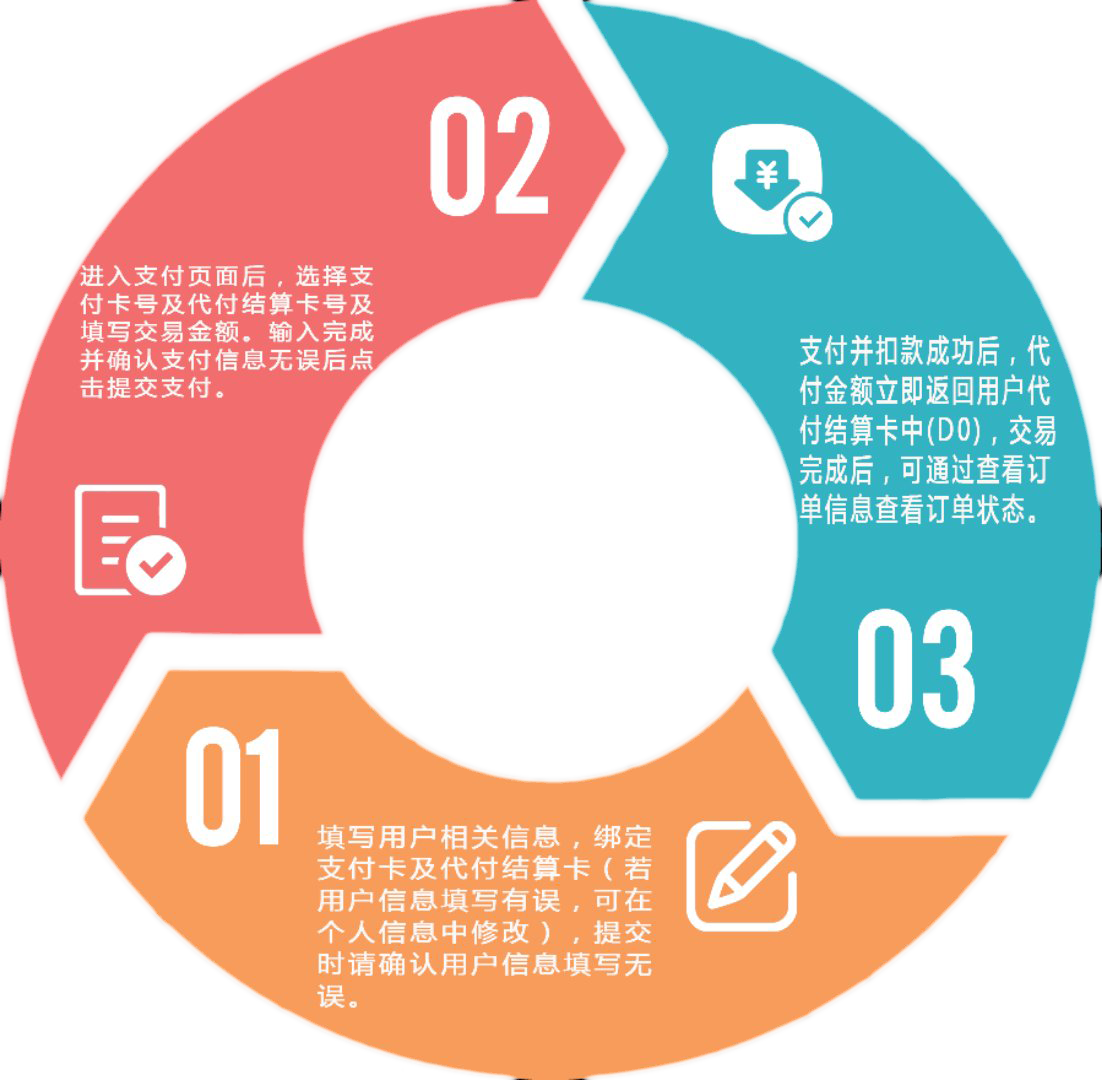 01
填写用户相关信息，绑定
支付卡及代付结算卡（若
用户信息填写有误，可在
个人信息中修改），提交
时请确认用户信息填写无
误。
02
进入支付页面后，选择支
付卡号及代付结算卡号及
填写交易金额。输入完成
并确认支付信息无误后点
击提交支付。
¥
支付并扣款成功后，代
付金额立即返回用户代
付结算卡中(D0)，交易
完成后，可通过查看订
单信息查看订单状态。
03